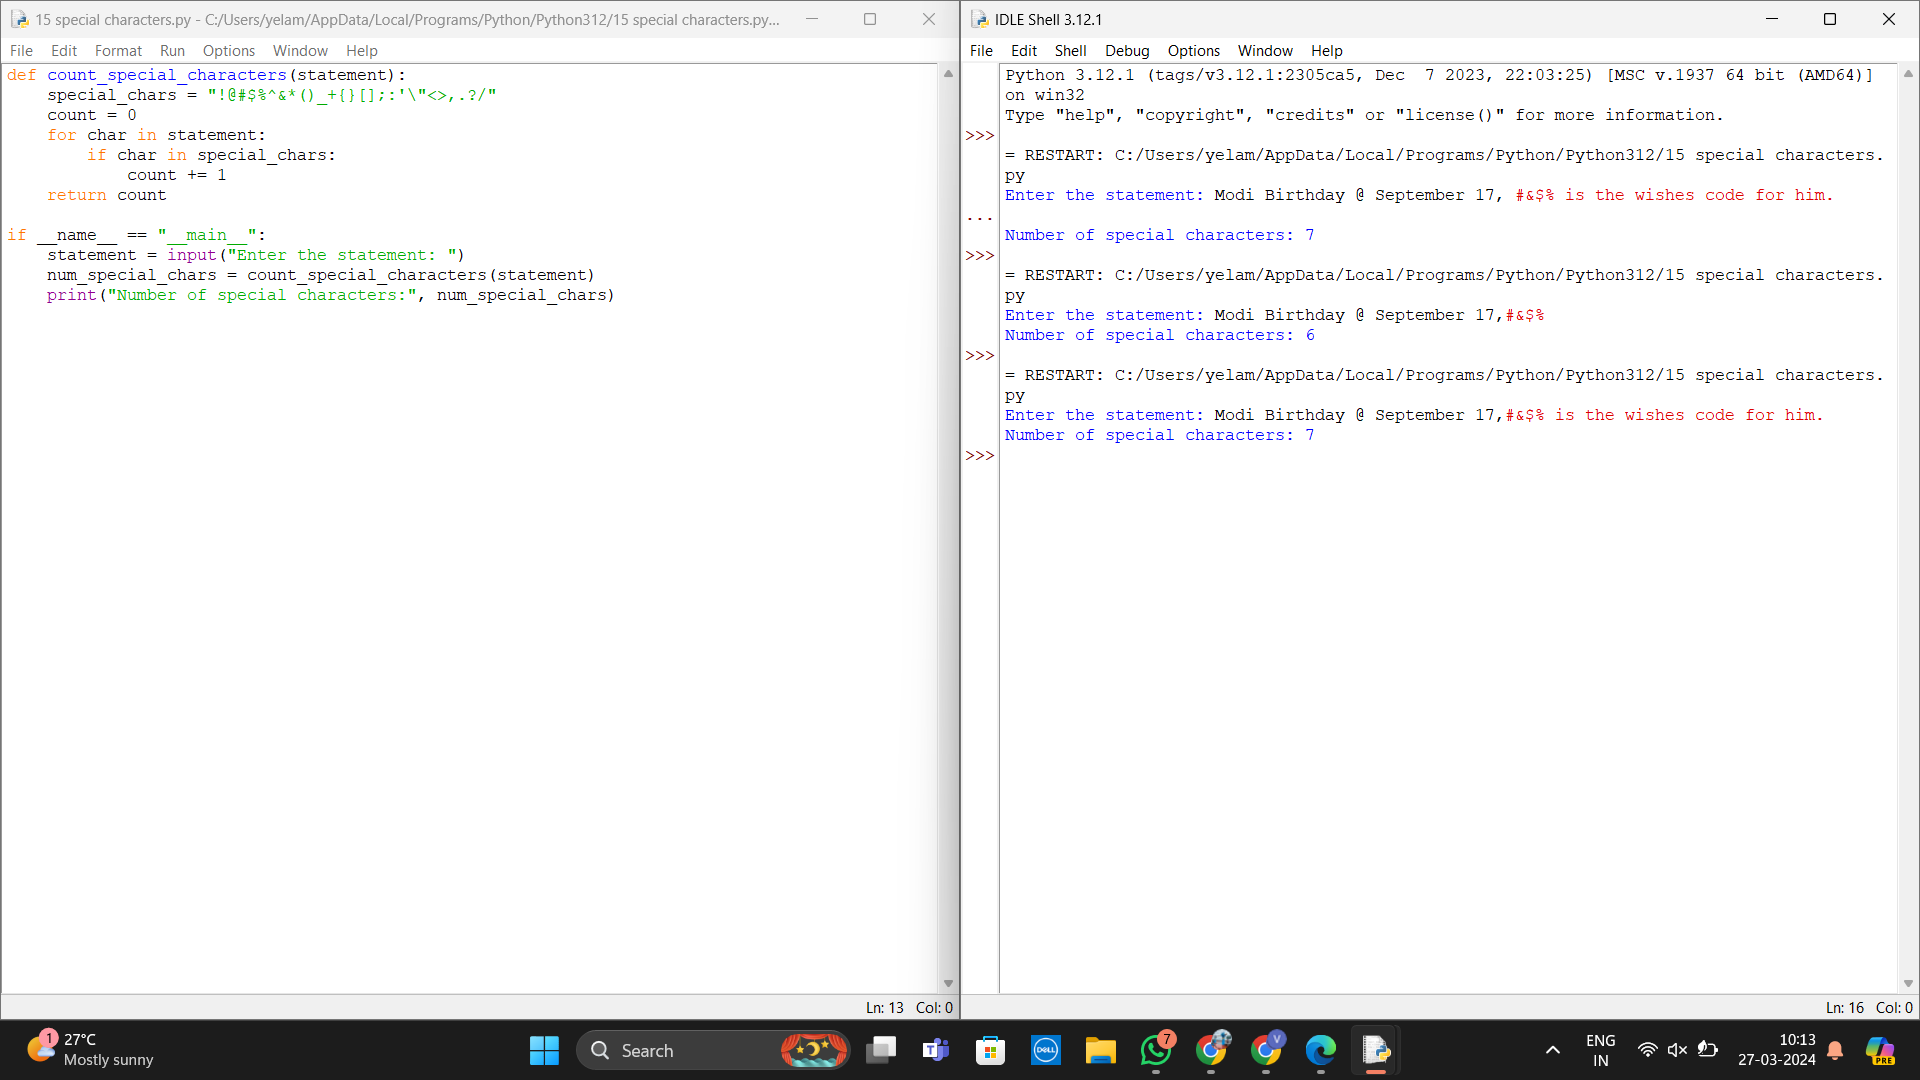 15 special characters.py - C:/Users/yelam/AppData/Local/Programs/Python/Python312/15 special characters.py...
File Edit Format Run Options Window Help
def count_special_characters(statement):
    special_chars = "!@#$%^&*()_+{}[];:'\"<>,.?/"
    count = 0
    for char in statement:
        if char in special_chars:
            count += 1
    return count
if __name__ == "__main__":
    statement = input("Enter the statement: ")
    num_special_chars = count_special_characters(statement)
    print("Number of special characters:", num_special_chars)
Ln: 13 Col: 0
IDLE Shell 3.12.1
File Edit Shell Debug Options Window Help
Python 3.12.1 (tags/v3.12.1:2305ca5, Dec  7 2023, 22:03:25) [MSC v.1937 64 bit (AMD64)]
on win32
Type "help", "copyright", "credits" or "license()" for more information.
>>>
= RESTART: C:/Users/yelam/AppData/Local/Programs/Python/Python312/15 special characters.
py
Enter the statement: Modi Birthday @ September 17, #&$% is the wishes code for him.
...
Number of special characters: 7
>>>
= RESTART: C:/Users/yelam/AppData/Local/Programs/Python/Python312/15 special characters.
py
Enter the statement: Modi Birthday @ September 17,#&$%
Number of special characters: 6
>>>
= RESTART: C:/Users/yelam/AppData/Local/Programs/Python/Python312/15 special characters.
py
Enter the statement: Modi Birthday @ September 17,#&$% is the wishes code for him.
Number of special characters: 7
>>>
Ln: 16 Col: 0
1
27°C
Mostly sunny
Search
T
DELL
7
V
ENG
IN
10:13
27-03-2024
PRE